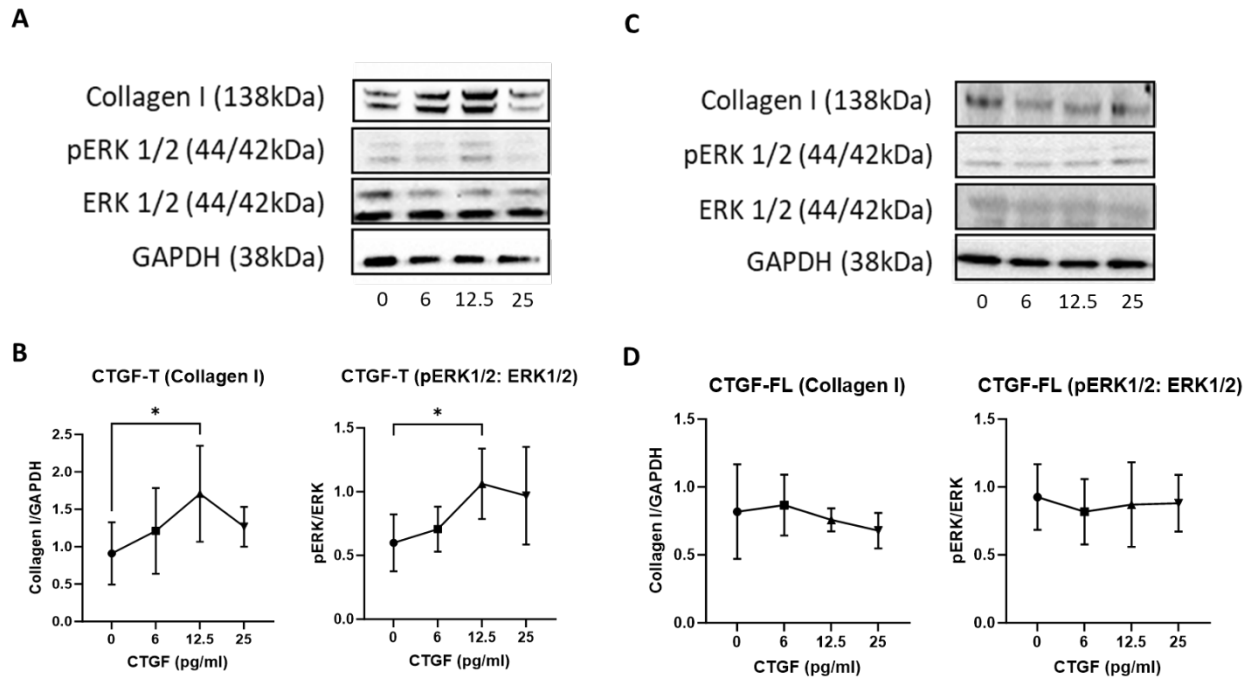 A
Collagen I (138kDa)
pERK 1/2 (44/42kDa)
ERK 1/2 (44/42kDa)
GAPDH (38kDa)
0 6 12.5 25
C
Collagen I (138kDa)
pERK 1/2 (44/42kDa)
ERK 1/2 (44/42kDa)
GAPDH (38kDa)
0 6 12.5 25
B
CTGF-T (Collagen I)
*
Collagen I/GAPDH
2.5
2.0
1.5
1.0
0.5
0.0
0 6 12.5 25
CTGF (pg/ml)
CTGF-T (pERK1/2: ERK1/2)
*
pERK/ERK
1.5
1.0
0.5
0.0
0 6 12.5 25
CTGF (pg/ml)
D
CTGF-FL (Collagen I)
Collagen I/GAPDH
1.5
1.0
0.5
0.0
0 6 12.5 25
CTGF (pg/ml)
CTGF-FL (pERK1/2: ERK1/2)
pERK/ERK
1.5
1.0
0.5
0.0
0 6 12.5 25
CTGF (pg/ml)